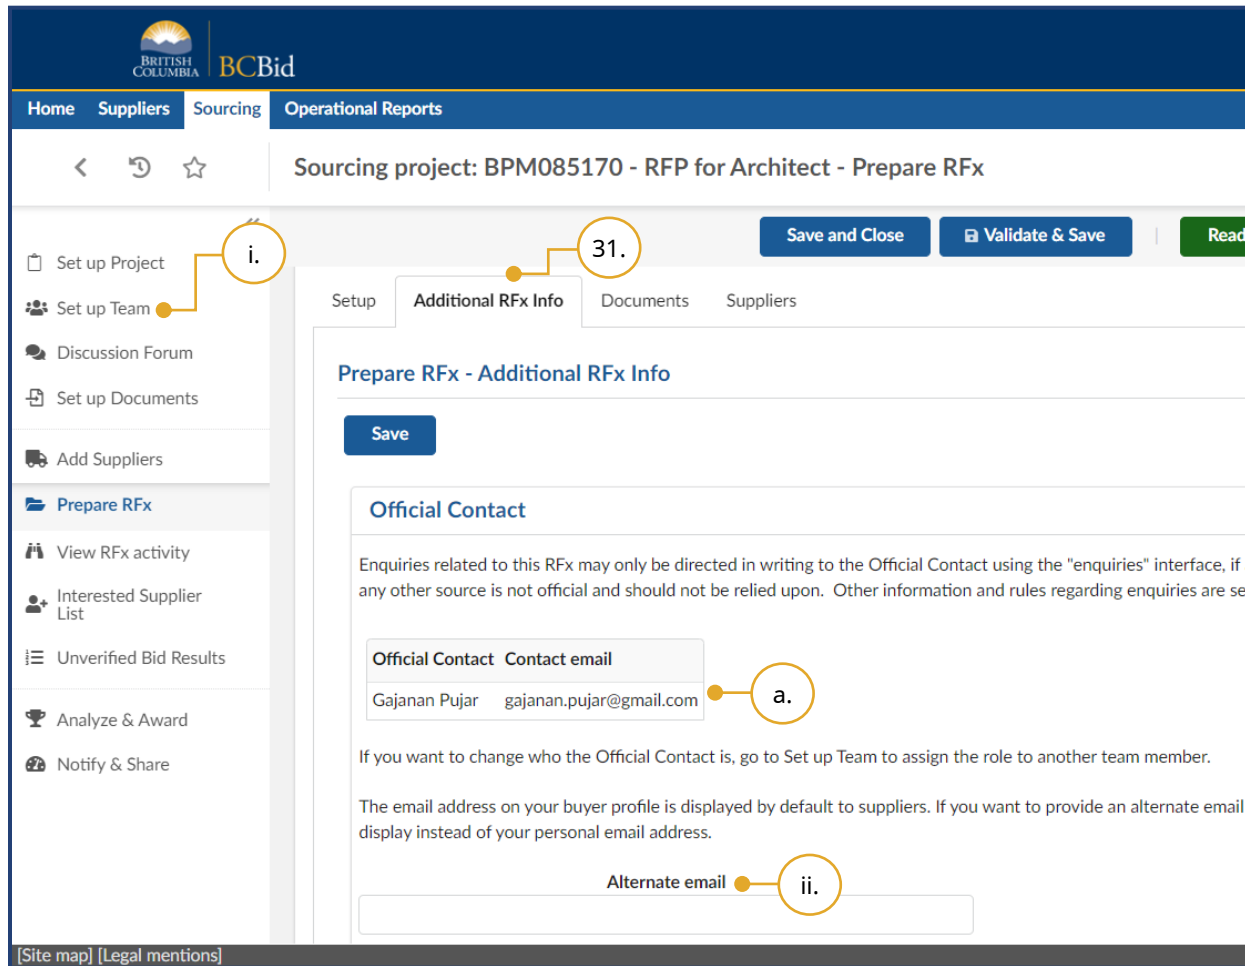 BRITISH
COLUMBIA
BCBid
Home Suppliers Sourcing Operational Reports
Sourcing project: BPM085170 - RFP for Architect - Prepare RFx
Save and Close Validate & Save Read
i.
31.
Set up Project
Set up Team
Discussion Forum
Set up Documents
Add Suppliers
Prepare RFx
View RFx activity
Interested Supplier
List
Unverified Bid Results
Analyze & Award
Notify & Share
Setup Additional RFx Info Documents Suppliers
Prepare RFx - Additional RFx Info
Save
Official Contact
Enquiries related to this RFx may only be directed in writing to the Official Contact using the "enquiries" interface, if
any other source is not official and should not be relied upon. Other information and rules regarding enquiries are se
Official Contact Contact email
Gajanan Pujar gajanan.pujar@gmail.com
a.
If you want to change who the Official Contact is, go to Set up Team to assign the role to another team member.
The email address on your buyer profile is displayed by default to suppliers. If you want to provide an alternate email
display instead of your personal email address.
Alternate email
ii.
[Site map] [Legal mentions]